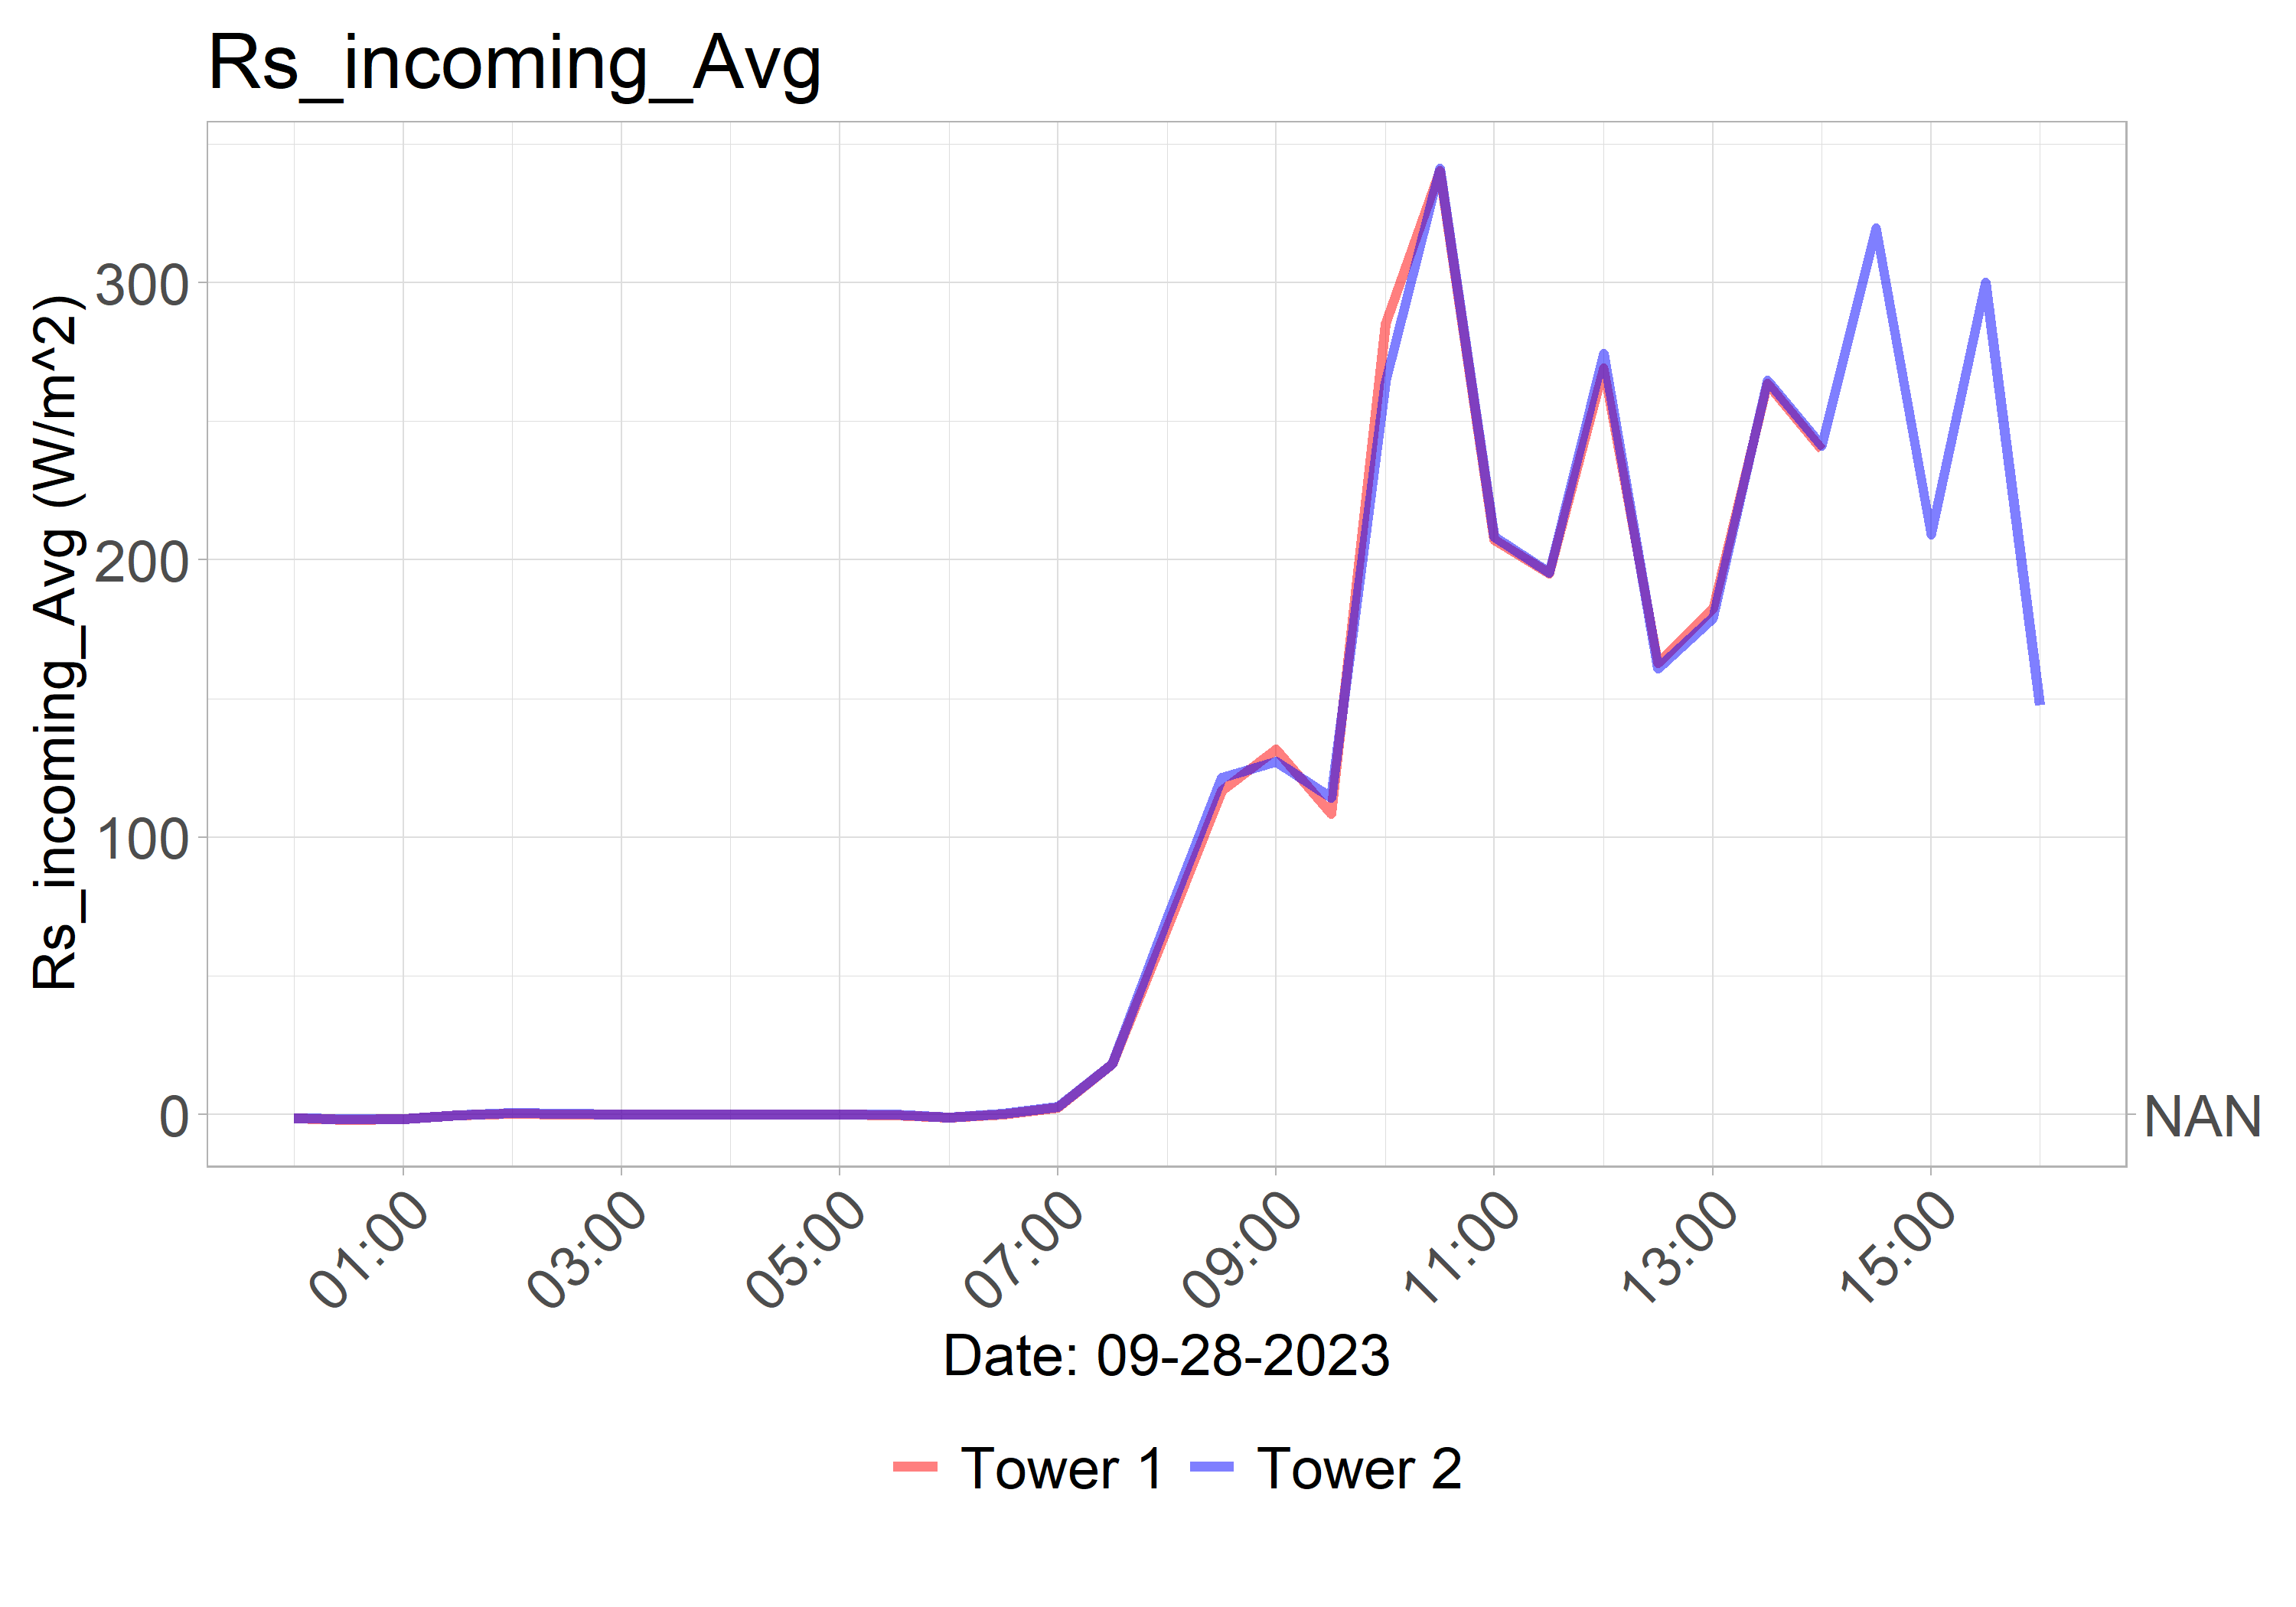 Rs_incoming_Avg
Rs_incoming_Avg (W/m^2)
300
200
100
0
NAN
01:00
03:00
05:00
07:00
09:00
11:00
13:00
15:00
Date: 09-28-2023
Tower 1
Tower 2